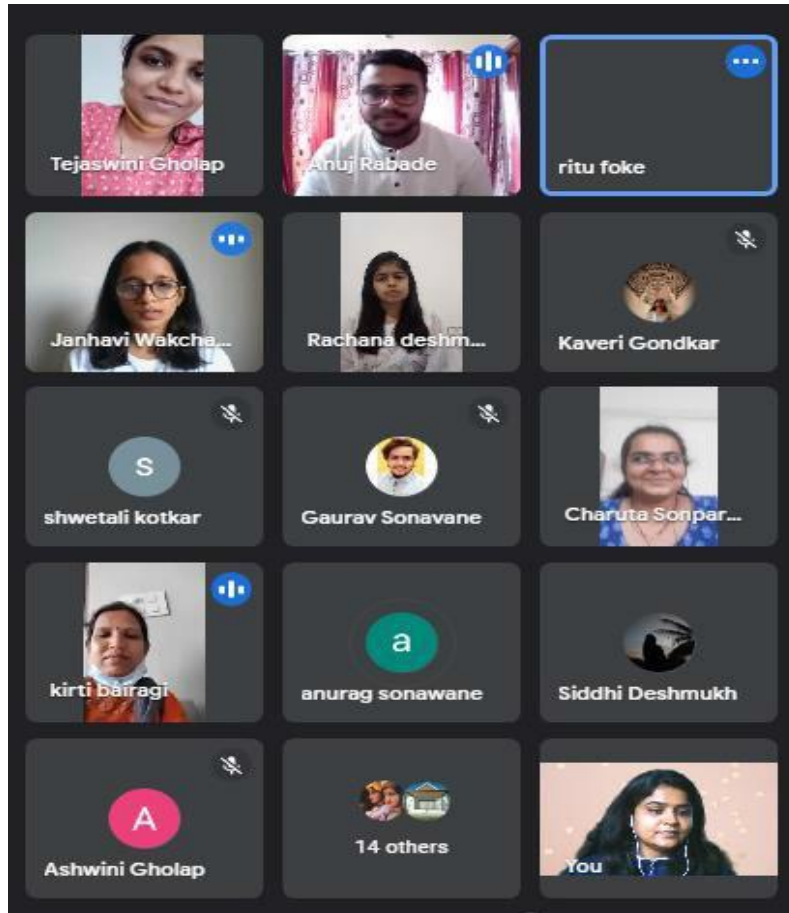 Tejaswini Gholap
Anuj Rabade
ritu foke
Janhavi Wakcha...
Rachana deshm...
Kaveri Gondkar
s
shwetali kotkar
Gaurav Sonavane
Charuta Sonpar...
kirti bairagi
a
anurag sonawane
Siddhi Deshmukh
A
Ashwini Gholap
14 others
You